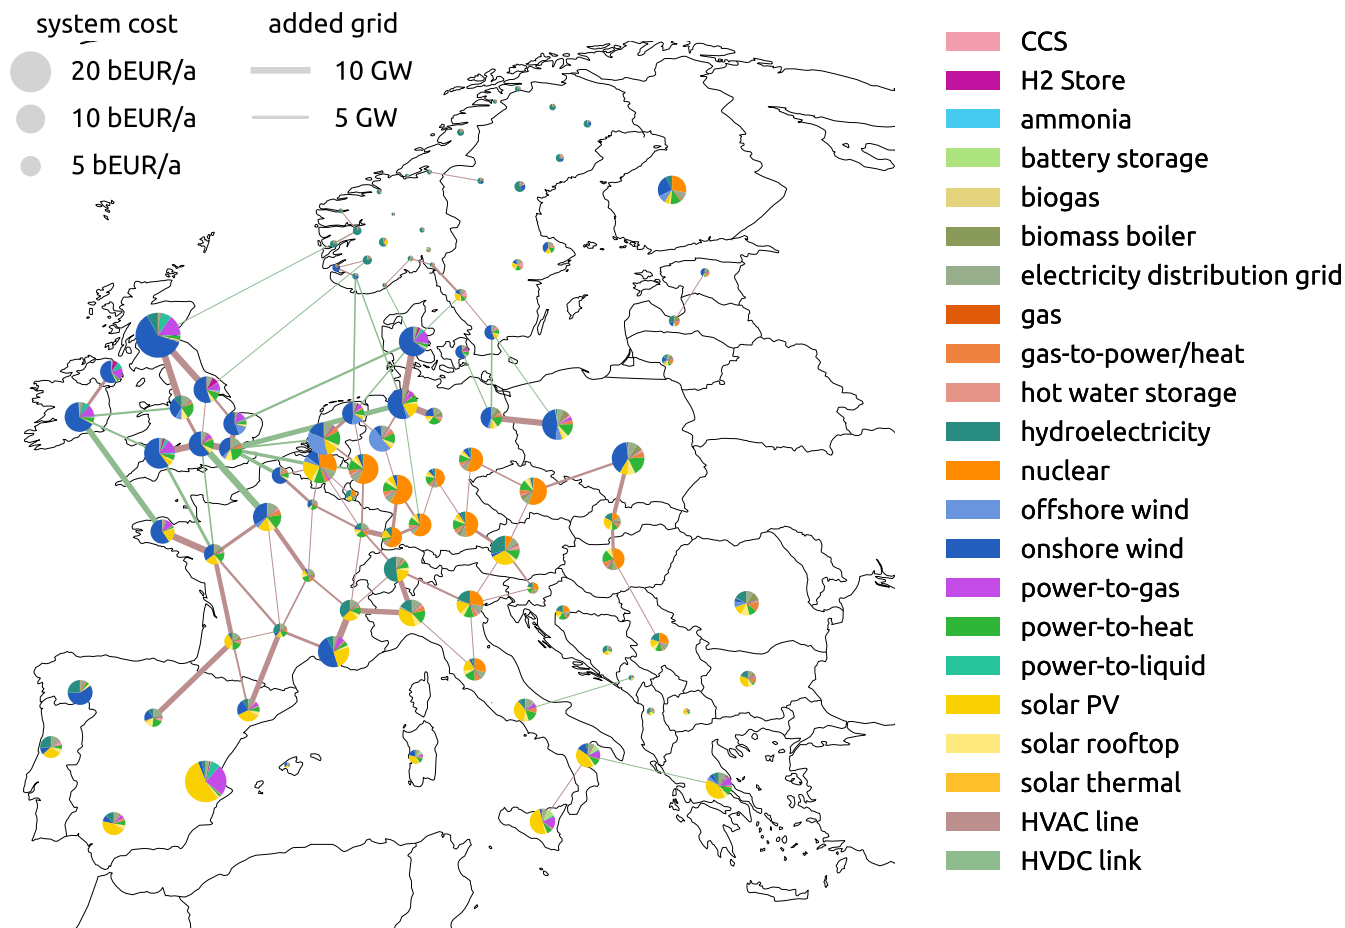 system cost
added grid
20 bEUR/a
10 GW
10 bEUR/a
5 GW
5 bEUR/a
CCS
H2 Store
ammonia
battery storage
biogas
biomass boiler
electricity distribution grid
gas
gas-to-power/heat
hot water storage
hydroelectricity
nuclear
offshore wind
onshore wind
power-to-gas
power-to-heat
power-to-liquid
solar PV
solar rooftop
solar thermal
HVAC line
HVDC link